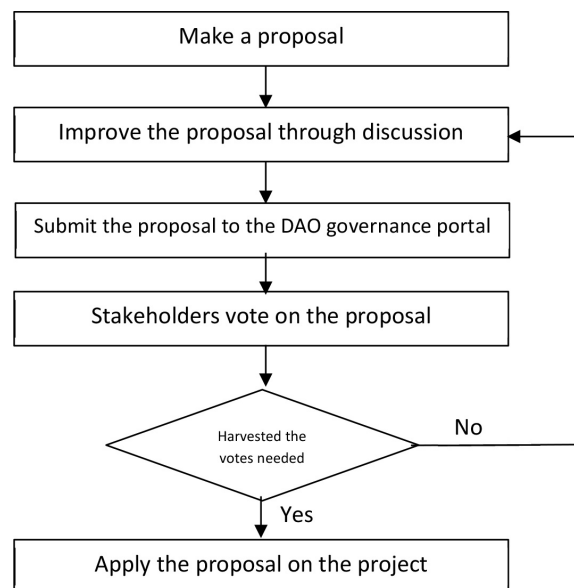 Make a proposal
Improve the proposal through discussion
Submit the proposal to the DAO governance portal
Stakeholders vote on the proposal
Harvested the
votes needed
No
Yes
Apply the proposal on the project